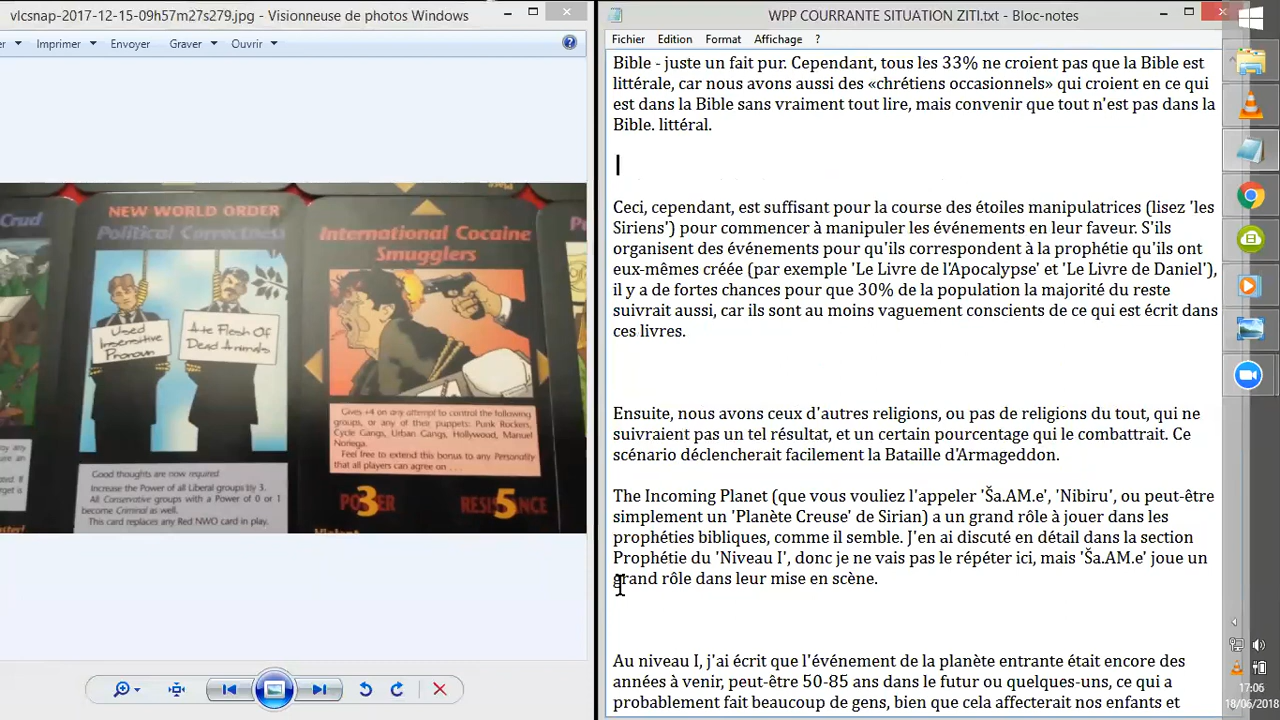 vlcsnap-2017-12-15-09h57m27s279.jpg - Visionneuse de photos Windows
Imprimer Envoyer Graver Ouvrir
Crud
NEW WORLD ORDER
Political Correctness
Used
Insensitive
Pronoun
Ate Flesh Of
Dead Animals
Good thoughts are now required.
Increase the Power of all Liberal groups by 3.
All Conservative groups with a Power of 0 or 1
become Criminal as well.
This card replaces any Red NWO card in play.
International Cocaine
Smugglers
Gives +4 on any attempt to control the following
groups, or any of their puppets: Punk Rockers,
Cycle Gangs, Urban Gangs, Hollywood, Manuel
Noriega.
Feel free to extend this bonus to any Personality
that all players can agree on . . .
POWER 3 RESISTANCE 5
Violent
WPP COURRANTE SITUATION ZITI.txt - Bloc-notes
Fichier Edition Format Affichage ?
Bible - juste un fait pur. Cependant, tous les 33% ne croient pas que la Bible est
littérale, car nous avons aussi des «chrétiens occasionnels» qui croient en ce qui
est dans la Bible sans vraiment tout lire, mais convenir que tout n'est pas dans la
Bible. littéral.
Ceci, cependant, est suffisant pour la course des étoiles manipulatrices (lisez 'les
Siriens') pour commencer à manipuler les événements en leur faveur. S'ils
organisent des événements pour qu'ils correspondent à la prophétie qu'ils ont
eux-mêmes créée (par exemple 'Le Livre de l'Apocalypse' et 'Le Livre de Daniel'),
il y a de fortes chances pour que 30% de la population la majorité du reste
suivrait aussi, car ils sont au moins vaguement conscients de ce qui est écrit dans
ces livres.
Ensuite, nous avons ceux d'autres religions, ou pas de religions du tout, qui ne
suivraient pas un tel résultat, et un certain pourcentage qui le combattrait. Ce
scénario déclencherait facilement la Bataille d'Armageddon.
The Incoming Planet (que vous vouliez l'appeler 'Ša.AM.e', 'Nibiru', ou peut-être
simplement un 'Planète Creuse' de Sirian) a un grand rôle à jouer dans les
prophéties bibliques, comme il semble. J'en ai discuté en détail dans la section
Prophétie du 'Niveau I', donc je ne vais pas le répéter ici, mais 'Ša.AM.e' joue un
grand rôle dans leur mise en scène.
Au niveau I, j'ai écrit que l'événement de la planète entrante était encore des
années à venir, peut-être 50-85 ans dans le futur ou quelques-uns, ce qui a
probablement fait beaucoup de gens, bien que cela affecterait nos enfants et
17:06
18/06/2018